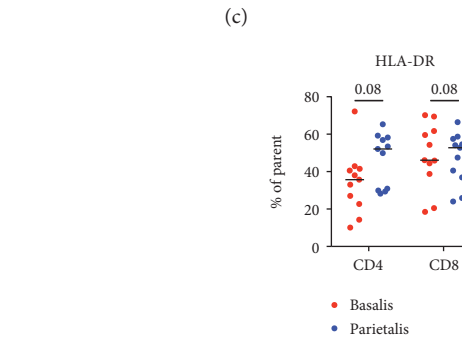 (c)
HLA-DR
0.08 0.08
80
60
40
20
0
% of parent
CD4 CD8
Basalis
Parietalis